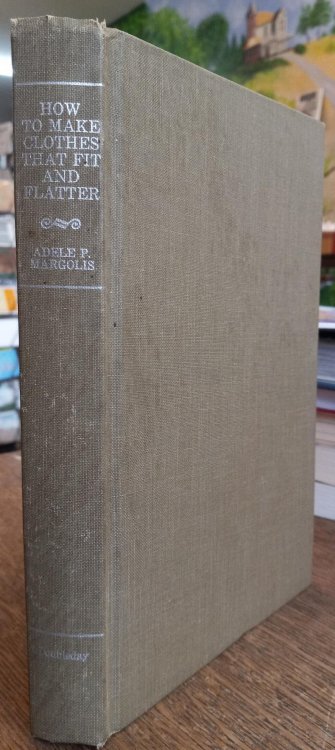 HOW
TO MAKE
CLOTHES
THAT FIT
AND
FLATTER
ADELE P.
MARGOLIS
Doubleday